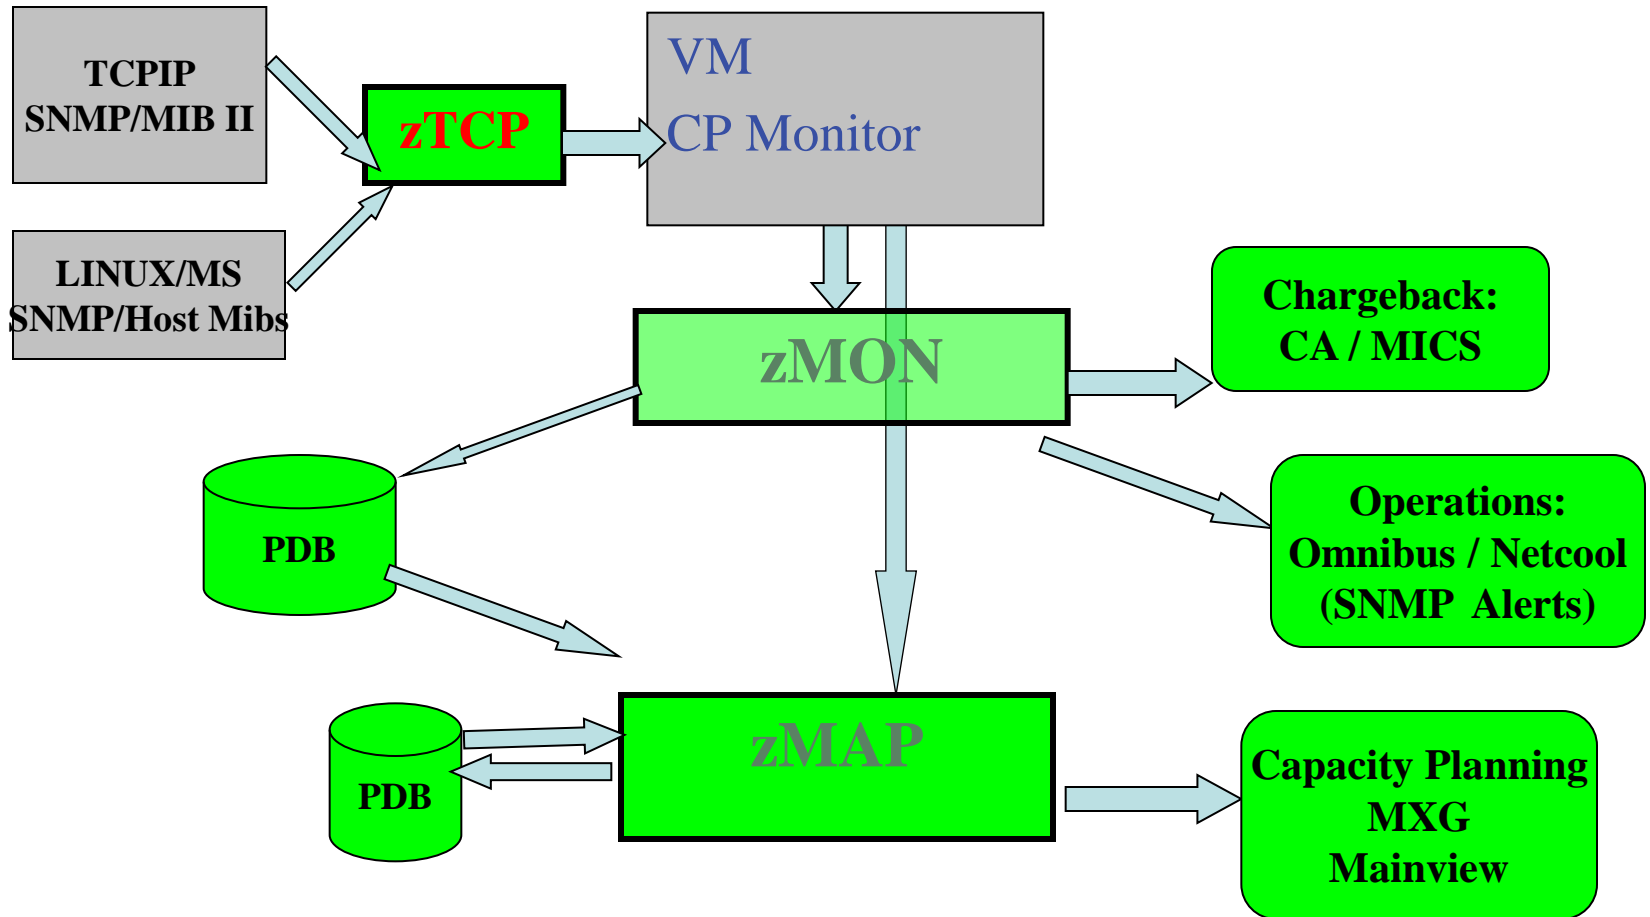 TCPIP
SNMP/MIB II
zTCP
VM
CP Monitor
LINUX/MS
SNMP/Host Mibs
zMON
Chargeback:
CA / MICS
PDB
Operations:
Omnibus / Netcool
(SNMP Alerts)
zMAP
PDB
Capacity Planning
MXG
Mainview